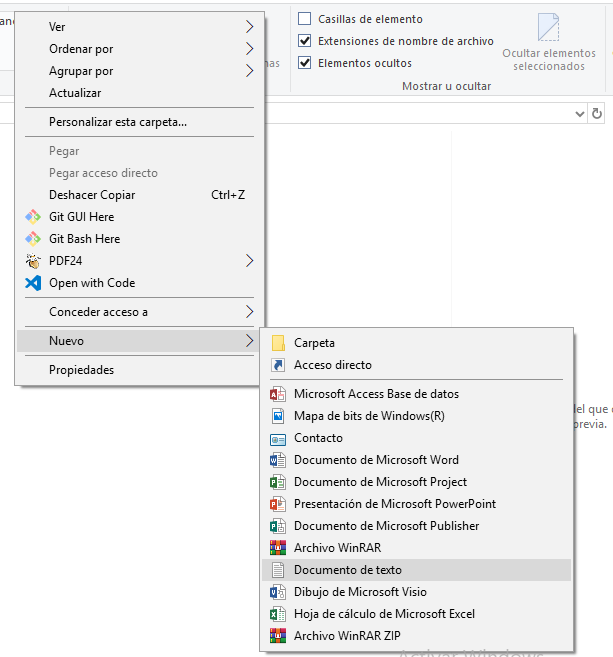 Casillas de elemento
Extensiones de nombre de archivo
Elementos ocultos
Ocultar elementos
seleccionados
Mostrar u ocultar
Ver
Ordenar por
Agrupar por
Actualizar
Personalizar esta carpeta...
Pegar
Pegar acceso directo
Deshacer Copiar Ctrl+Z
Git GUI Here
Git Bash Here
PDF24
Open with Code
Conceder acceso a
Nuevo
Propiedades
Carpeta
Acceso directo
Microsoft Access Base de datos
Mapa de bits de Windows(R)
Contacto
Documento de Microsoft Word
Documento de Microsoft Project
Presentación de Microsoft PowerPoint
Documento de Microsoft Publisher
Archivo WinRAR
Documento de texto
Dibujo de Microsoft Visio
Hoja de cálculo de Microsoft Excel
Archivo WinRAR ZIP
del que
previa.
Activar Windows